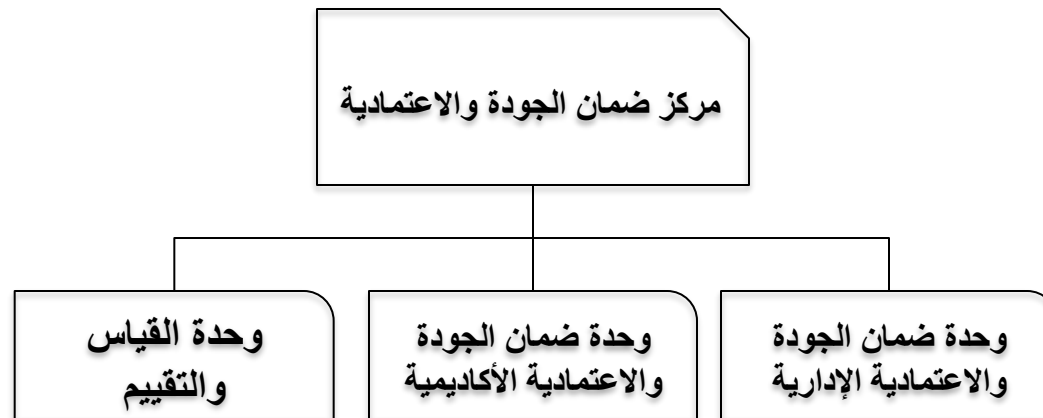 مركز ضمان الجودة والاعتمادية
وحدة ضمان الجودة
والاعتمادية الإدارية
وحدة ضمان الجودة
والاعتمادية الأكاديمية
وحدة القياس
والتقييم